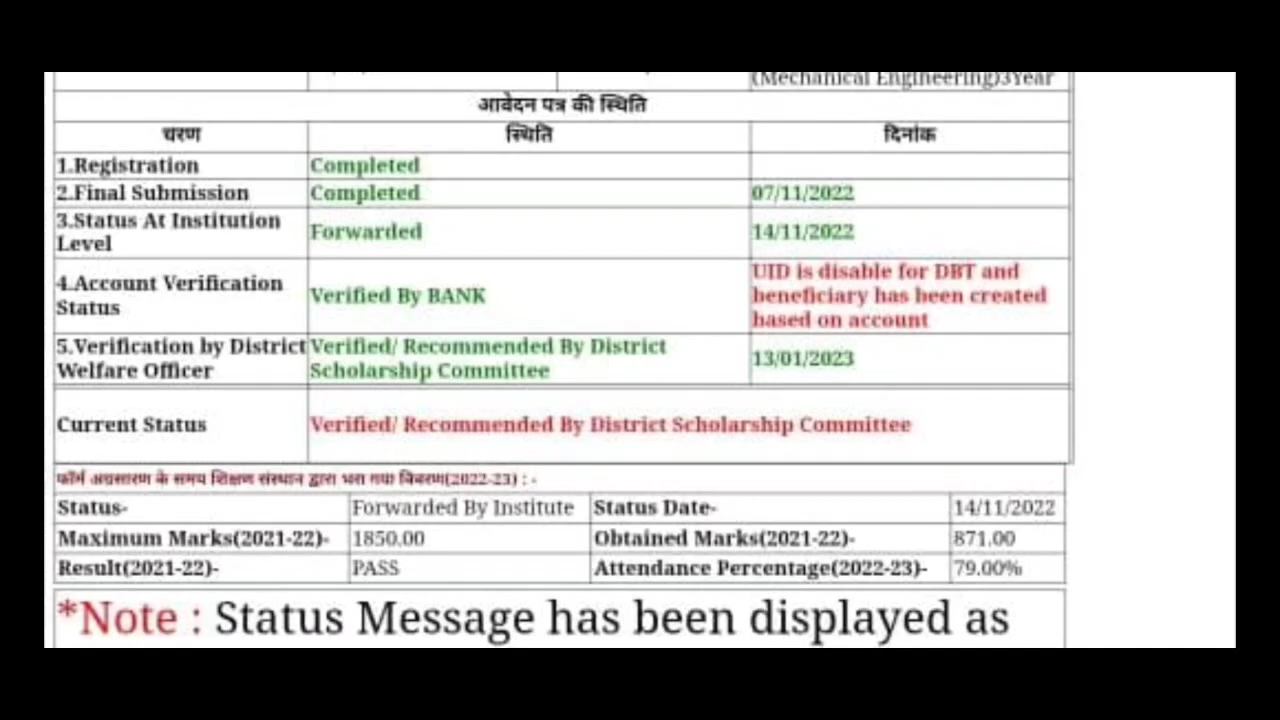 (Mechanical Engineering)3Year
आवेदन पत्र की स्थिति
चरण स्थिति दिनांक
1.Registration Completed
2.Final Submission Completed 07/11/2022
3.Status At Institution Level Forwarded 14/11/2022
4.Account Verification Status Verified By BANK UID is disable for DBT and beneficiary has been created based on account
5.Verification by District Welfare Officer Verified/ Recommended By District Scholarship Committee 13/01/2023
Current Status Verified/ Recommended By District Scholarship Committee
फॉर्म अग्रसारण के समय शिक्षण संस्थान द्वारा भरा गया विवरण(2022-23) : -
Status- Forwarded By Institute Status Date- 14/11/2022
Maximum Marks(2021-22)- 1850.00 Obtained Marks(2021-22)- 871.00
Result(2021-22)- PASS Attendance Percentage(2022-23)- 79.00%
*Note : Status Message has been displayed as